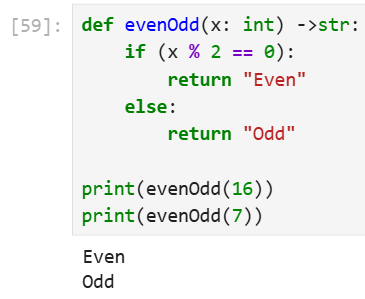 [59]: def evenOdd(x: int) ->str:
    if (x % 2 == 0):
        return "Even"
    else:
        return "Odd"

print(evenOdd(16))
print(evenOdd(7))
Even
Odd